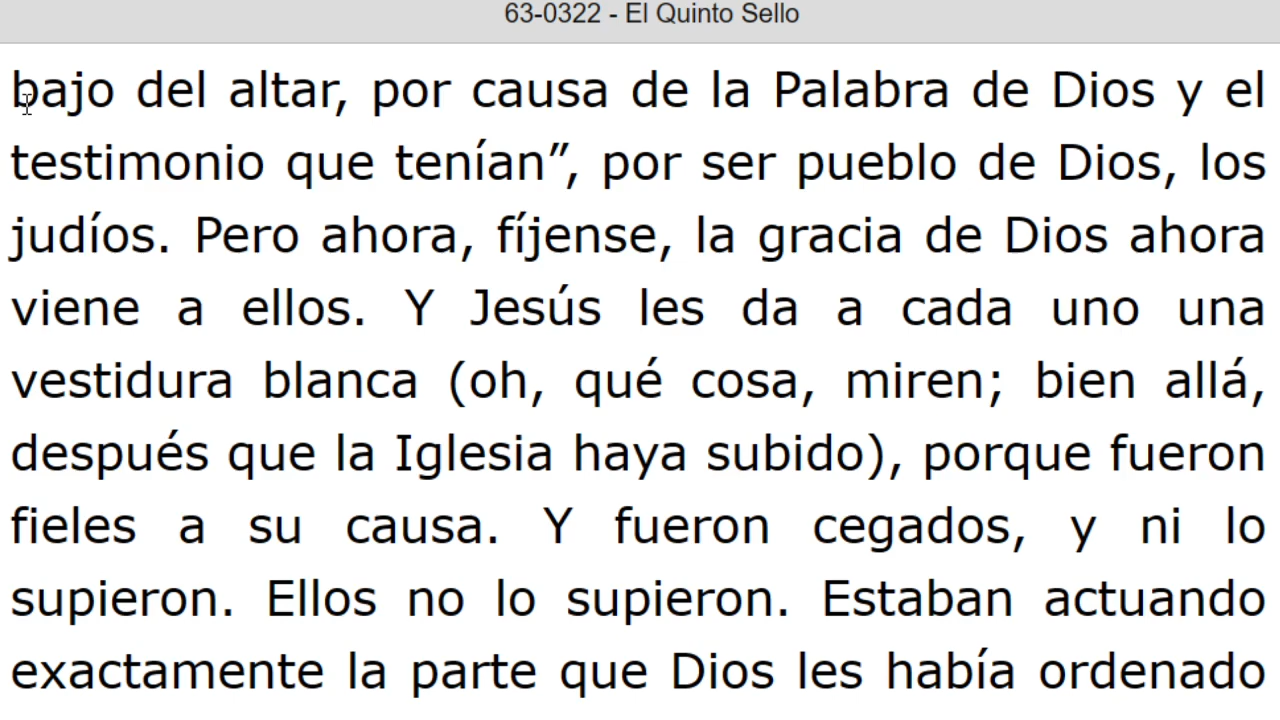 63-0322 - El Quinto Sello
bajo del altar, por causa de la Palabra de Dios y el
testimonio que tenían”, por ser pueblo de Dios, los
judíos. Pero ahora, fíjense, la gracia de Dios ahora
viene a ellos. Y Jesús les da a cada uno una
vestidura blanca (oh, qué cosa, miren; bien allá,
después que la Iglesia haya subido), porque fueron
fieles a su causa. Y fueron cegados, y ni lo
supieron. Ellos no lo supieron. Estaban actuando
exactamente la parte que Dios les había ordenado